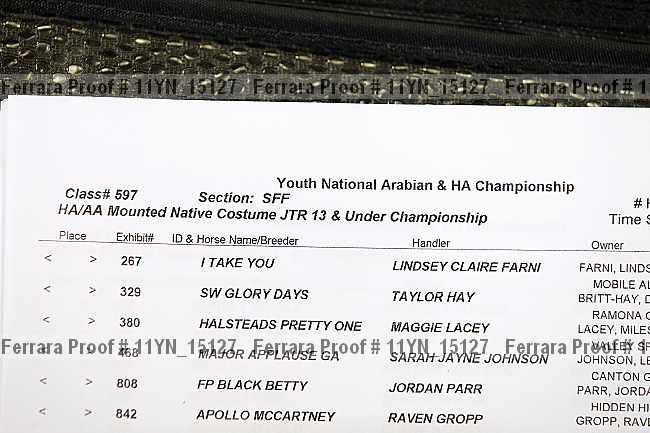 Ferrara Proof # 11YN_15127 Ferrara Proof # 11YN_15127 Ferrara Proof #
Youth National Arabian & HA Championship
Class# 597 Section: SFF # H
HA/AA Mounted Native Costume JTR 13 & Under Championship Time S
Place Exhibit# ID & Horse Name/Breeder Handler Owner
< > 267 I TAKE YOU LINDSEY CLAIRE FARNI FARNI, LINDS
MOBILE AL
< > 329 SW GLORY DAYS TAYLOR HAY BRITT-HAY, D
RAMONA C
< > 380 HALSTEADS PRETTY ONE MAGGIE LACEY LACEY, MILES
VALLEY SF
Ferrara Proof # 11YN_15127 Ferrara Proof # 11YN_15127 Ferrara Proof #
> 468 MAJOR APPLAUSE GA SARAH JAYNE JOHNSON JOHNSON, LE
CANTON G
< > 808 FP BLACK BETTY JORDAN PARR PARR, JORDA
HIDDEN HI
< > 842 APOLLO MCCARTNEY RAVEN GROPP GROPP, RAVE